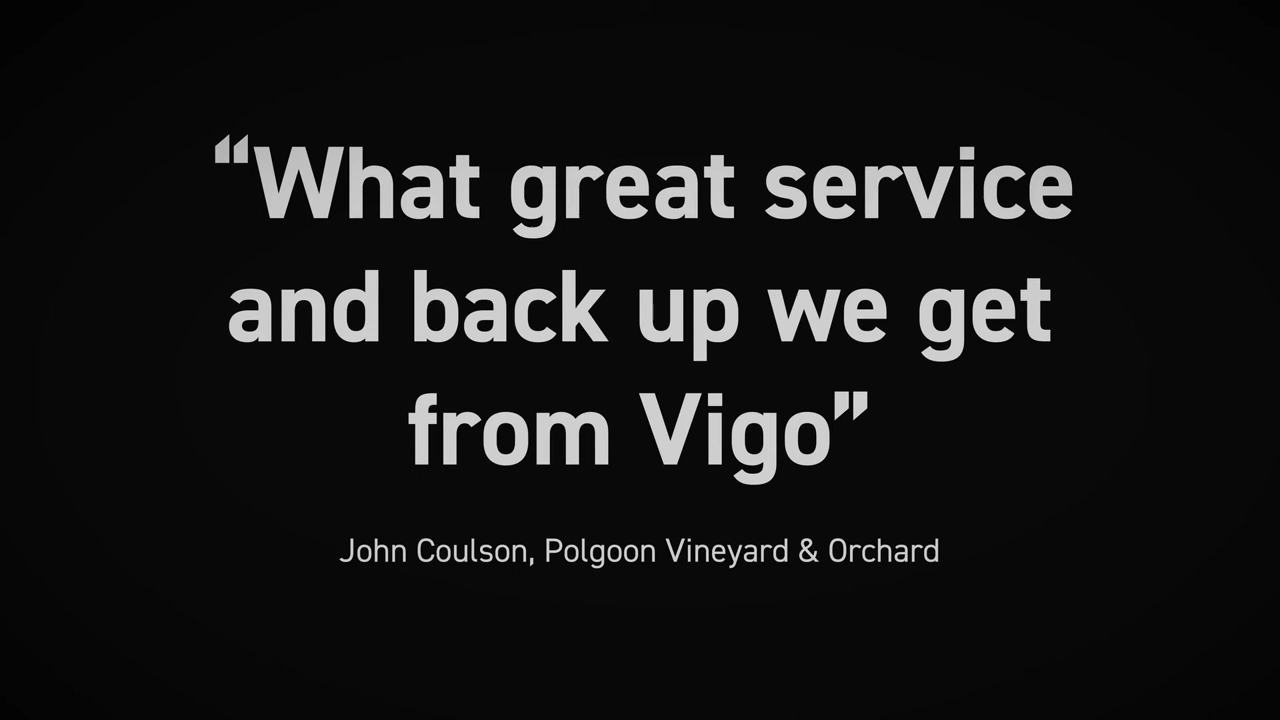 “What great service
and back up we get
from Vigo”
John Coulson, Polgoon Vineyard & Orchard